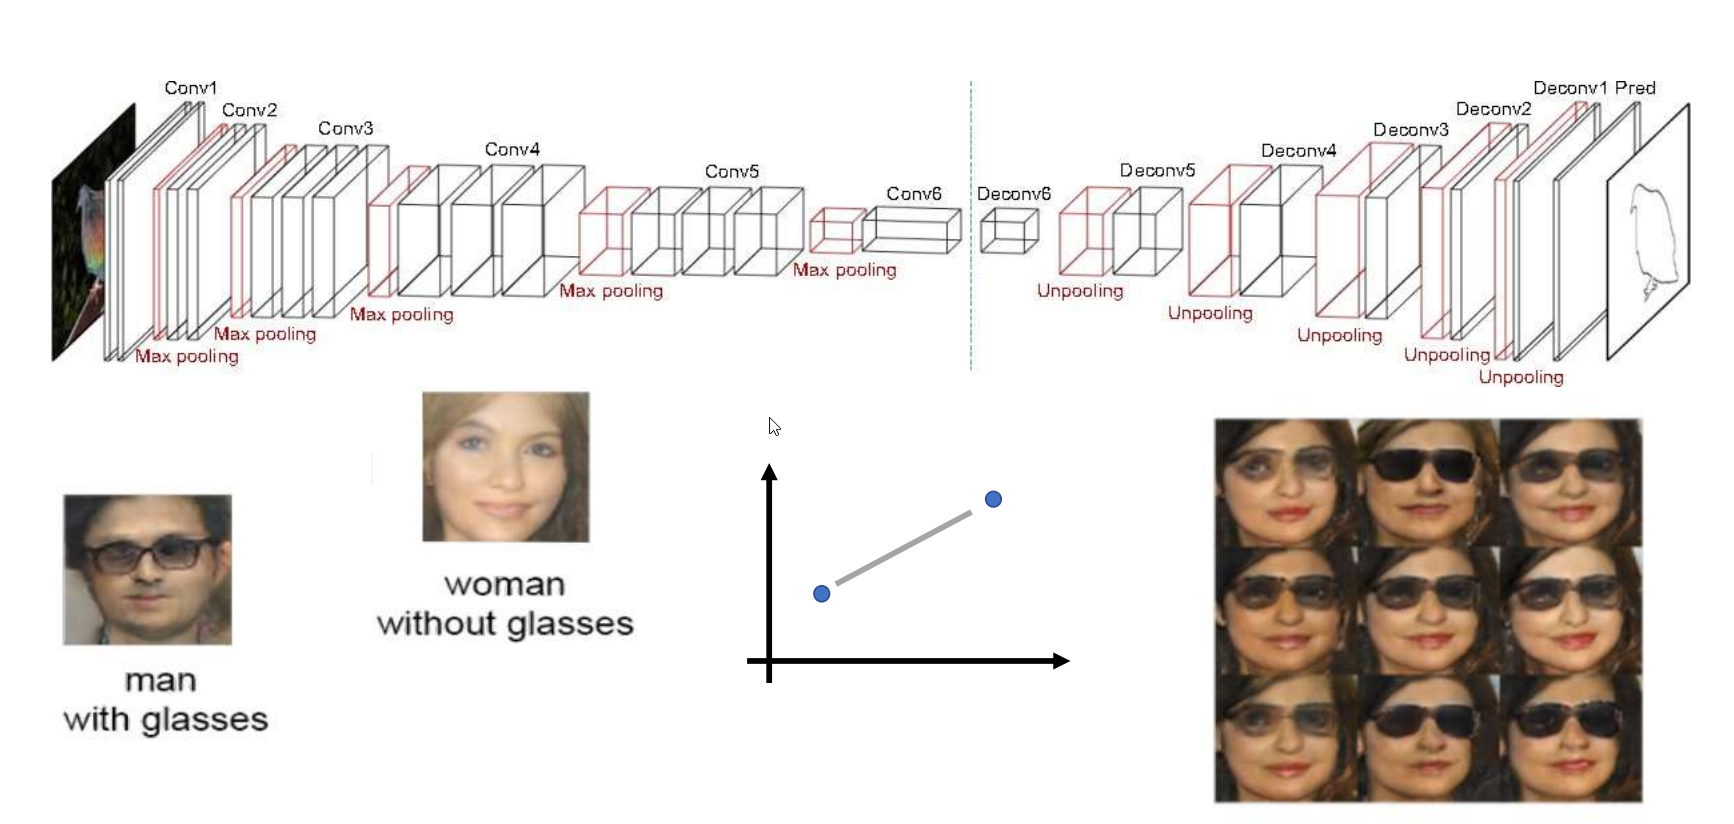 Conv1
Conv2
Conv3
Conv4
Conv5
Conv6
Deconv6
Deconv5
Deconv4
Deconv3
Deconv2
Deconv1 Pred
Max pooling
Max pooling
Max pooling
Max pooling
Max pooling
Unpooling
Unpooling
Unpooling
Unpooling
Unpooling
woman
without glasses
man
with glasses